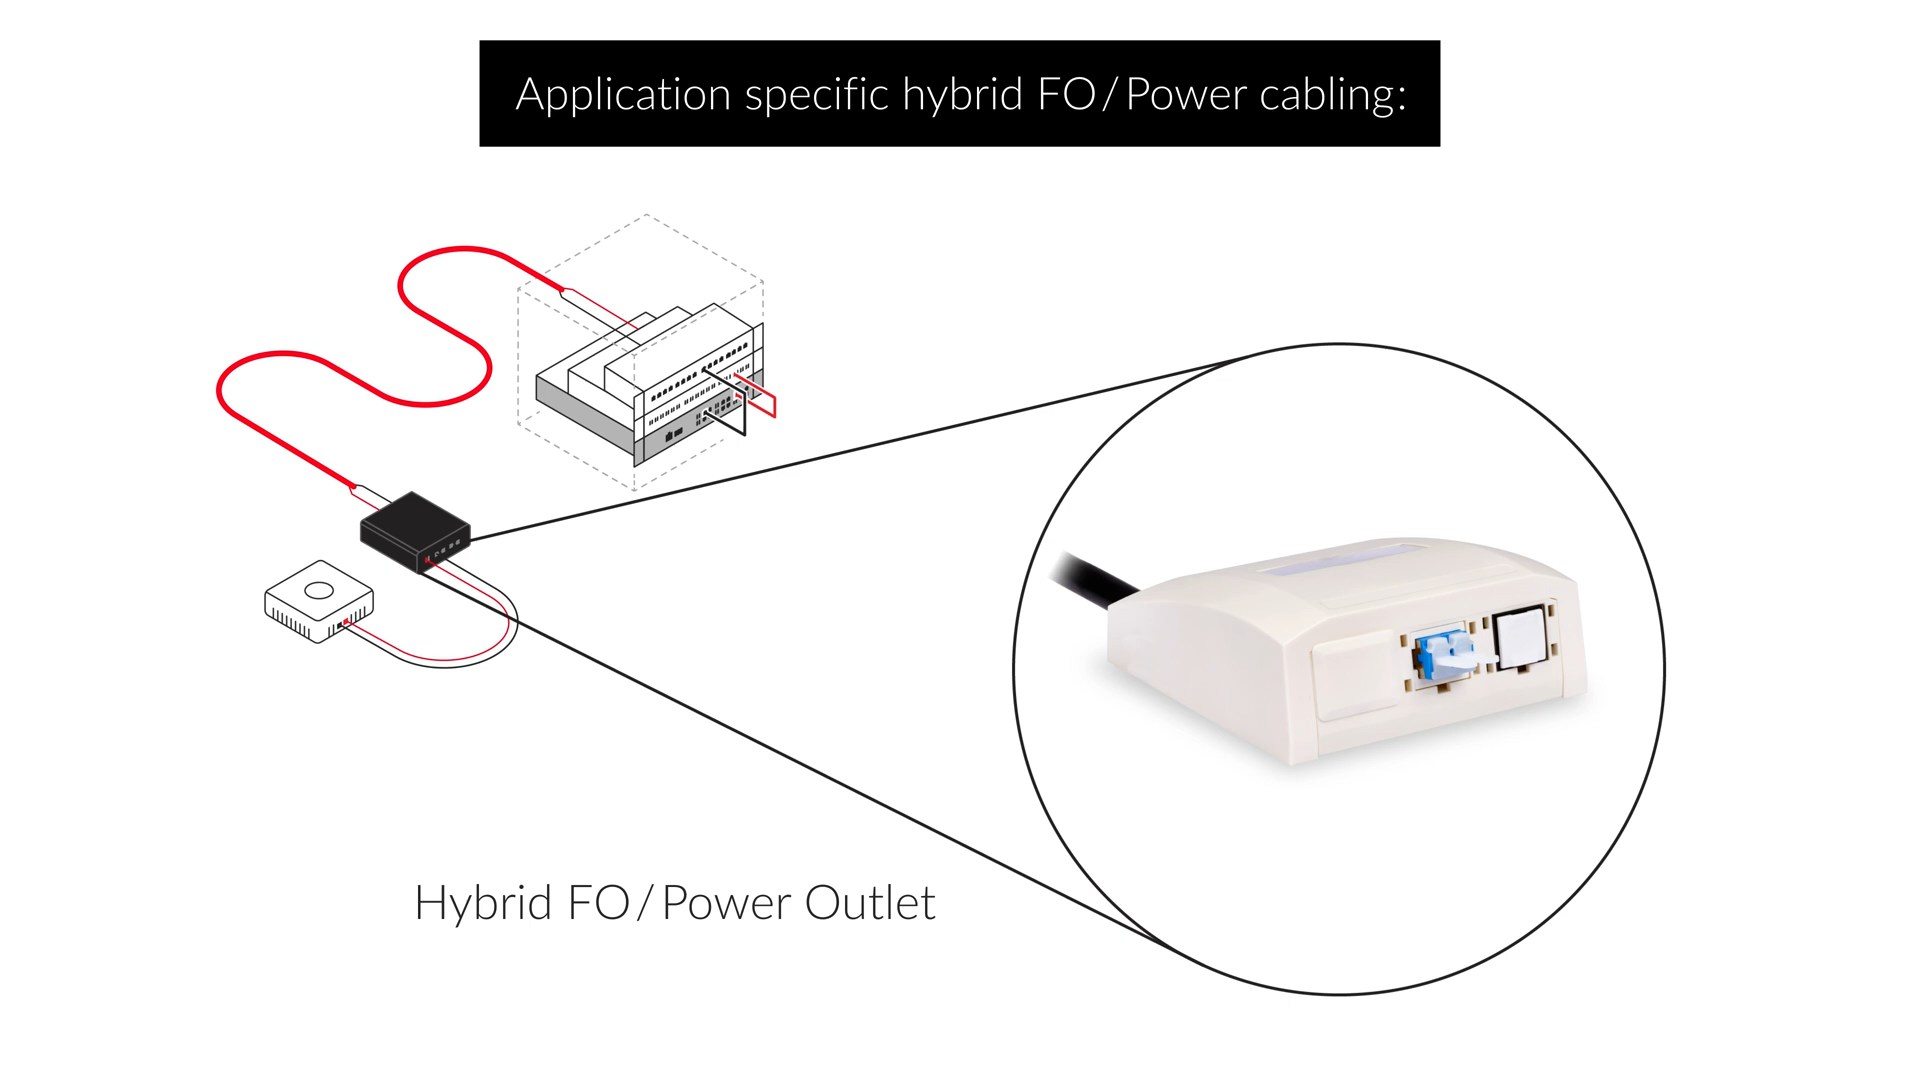 Application specific hybrid FO/Power cabling:
Hybrid FO/Power Outlet